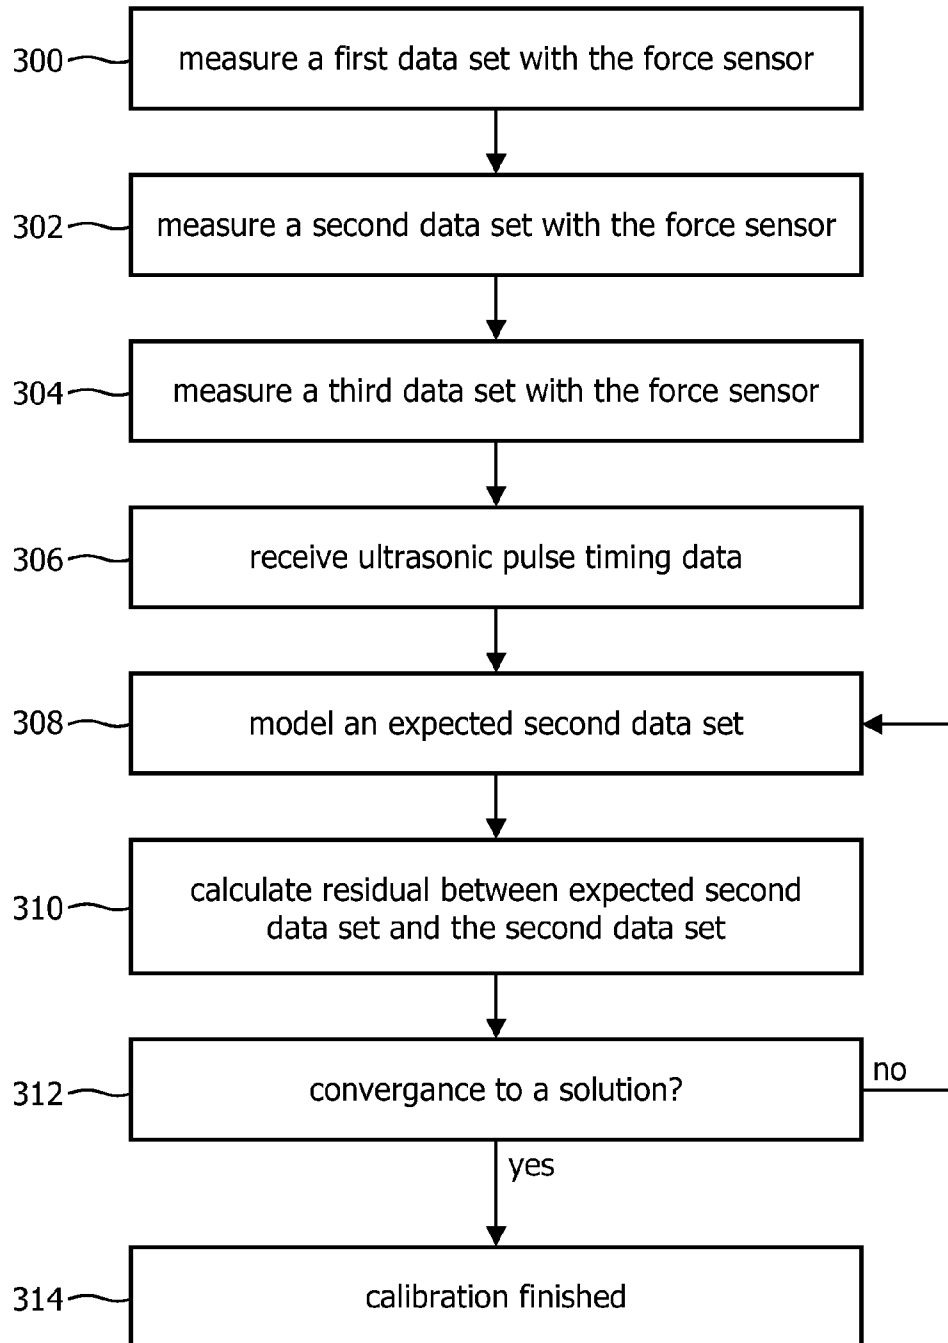 300 measure a first data set with the force sensor
302 measure a second data set with the force sensor
304 measure a third data set with the force sensor
306 receive ultrasonic pulse timing data
308 model an expected second data set
310 calculate residual between expected second
data set and the second data set
312 convergance to a solution?
no
yes
314 calibration finished